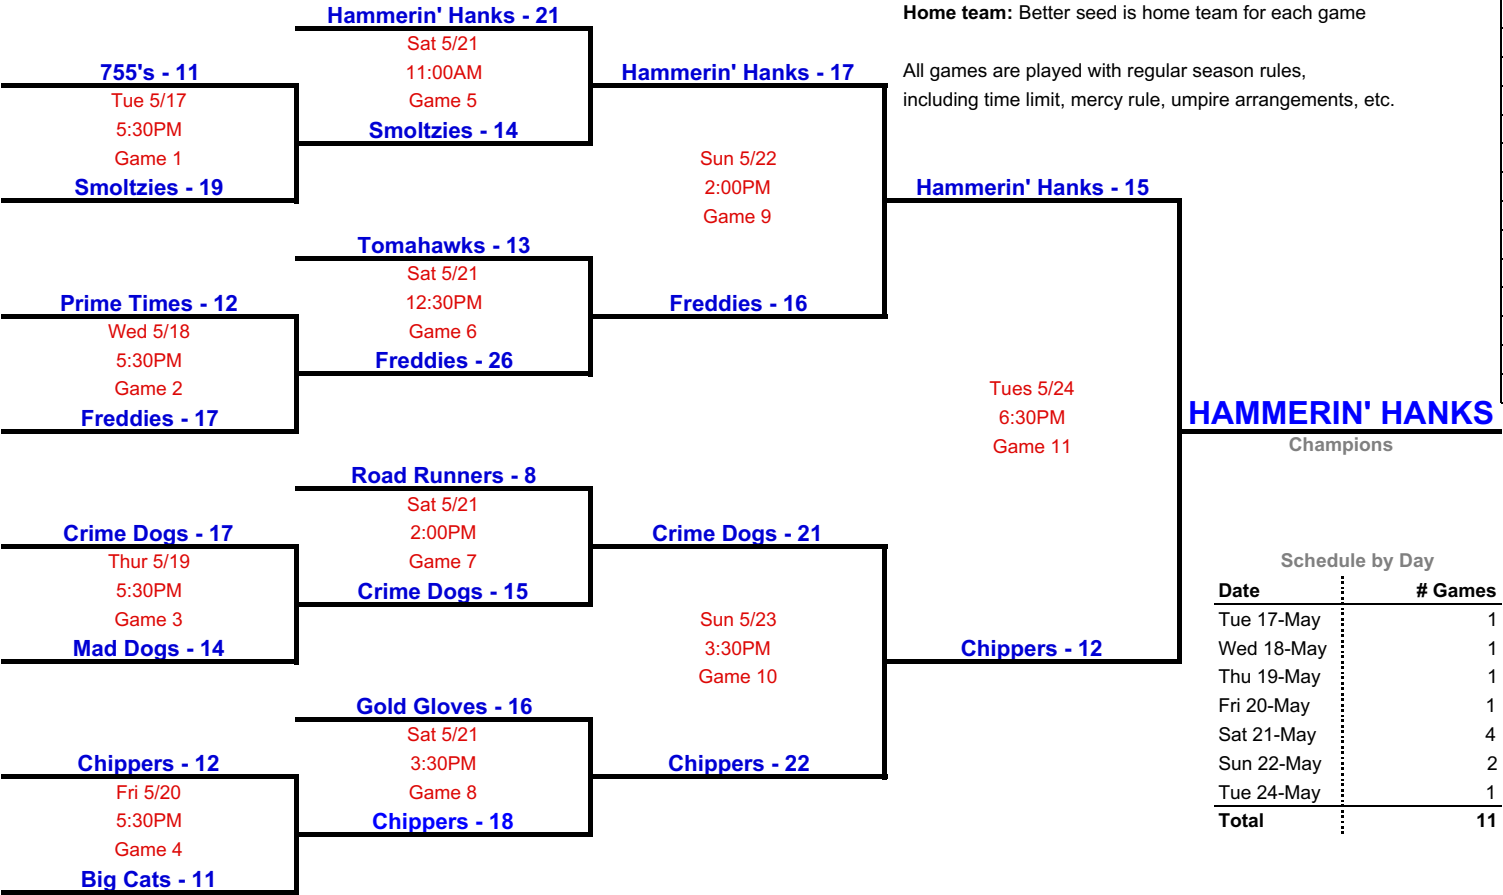 Hammerin' Hanks - 21
Home team: Better seed is home team for each game
Sat 5/21
755's - 11
11:00AM
Hammerin' Hanks - 17
All games are played with regular season rules,
Tue 5/17
Game 5
including time limit, mercy rule, umpire arrangements, etc.
5:30PM
Smoltzies - 14
Game 1
Sun 5/22
Smoltzies - 19
2:00PM
Hammerin' Hanks - 15
Game 9
Tomahawks - 13
Sat 5/21
Prime Times - 12
12:30PM
Freddies - 16
Wed 5/18
Game 6
5:30PM
Freddies - 26
Game 2
Tues 5/24
Freddies - 17
6:30PM
HAMMERIN' HANKS
Game 11
Champions
Road Runners - 8
Sat 5/21
Crime Dogs - 17
2:00PM
Crime Dogs - 21
Thur 5/19
Game 7
Schedule by Day
5:30PM
Crime Dogs - 15
Date # Games
Game 3
Sun 5/23
Tue 17-May 1
Mad Dogs - 14
3:30PM
Chippers - 12
Wed 18-May 1
Game 10
Thu 19-May 1
Gold Gloves - 16
Fri 20-May 1
Sat 5/21
Sat 21-May 4
Chippers - 12
3:30PM
Chippers - 22
Sun 22-May 2
Fri 5/20
Game 8
Tue 24-May 1
5:30PM
Chippers - 18
Total 11
Game 4
Big Cats - 11